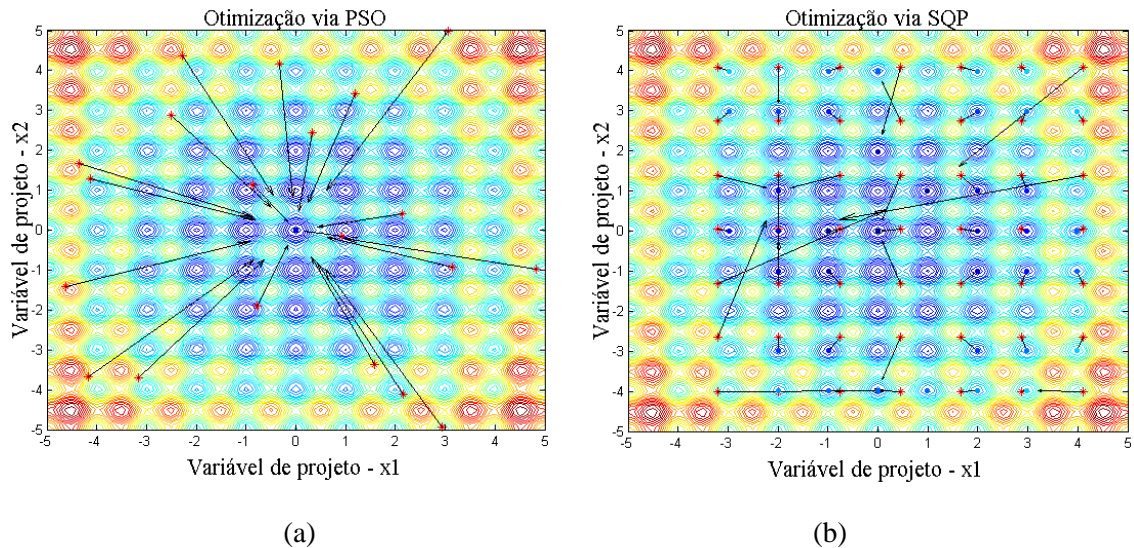 Otimização via PSO
5
4
3
2
1
0
-1
-2
-3
-4
-5
Variável de projeto - x2
-5 -4 -3 -2 -1 0 1 2 3 4 5
Variável de projeto - x1
(a)
Otimização via SQP
5
4
3
2
1
0
-1
-2
-3
-4
-5
Variável de projeto - x2
-5 -4 -3 -2 -1 0 1 2 3 4 5
Variável de projeto - x1
(b)